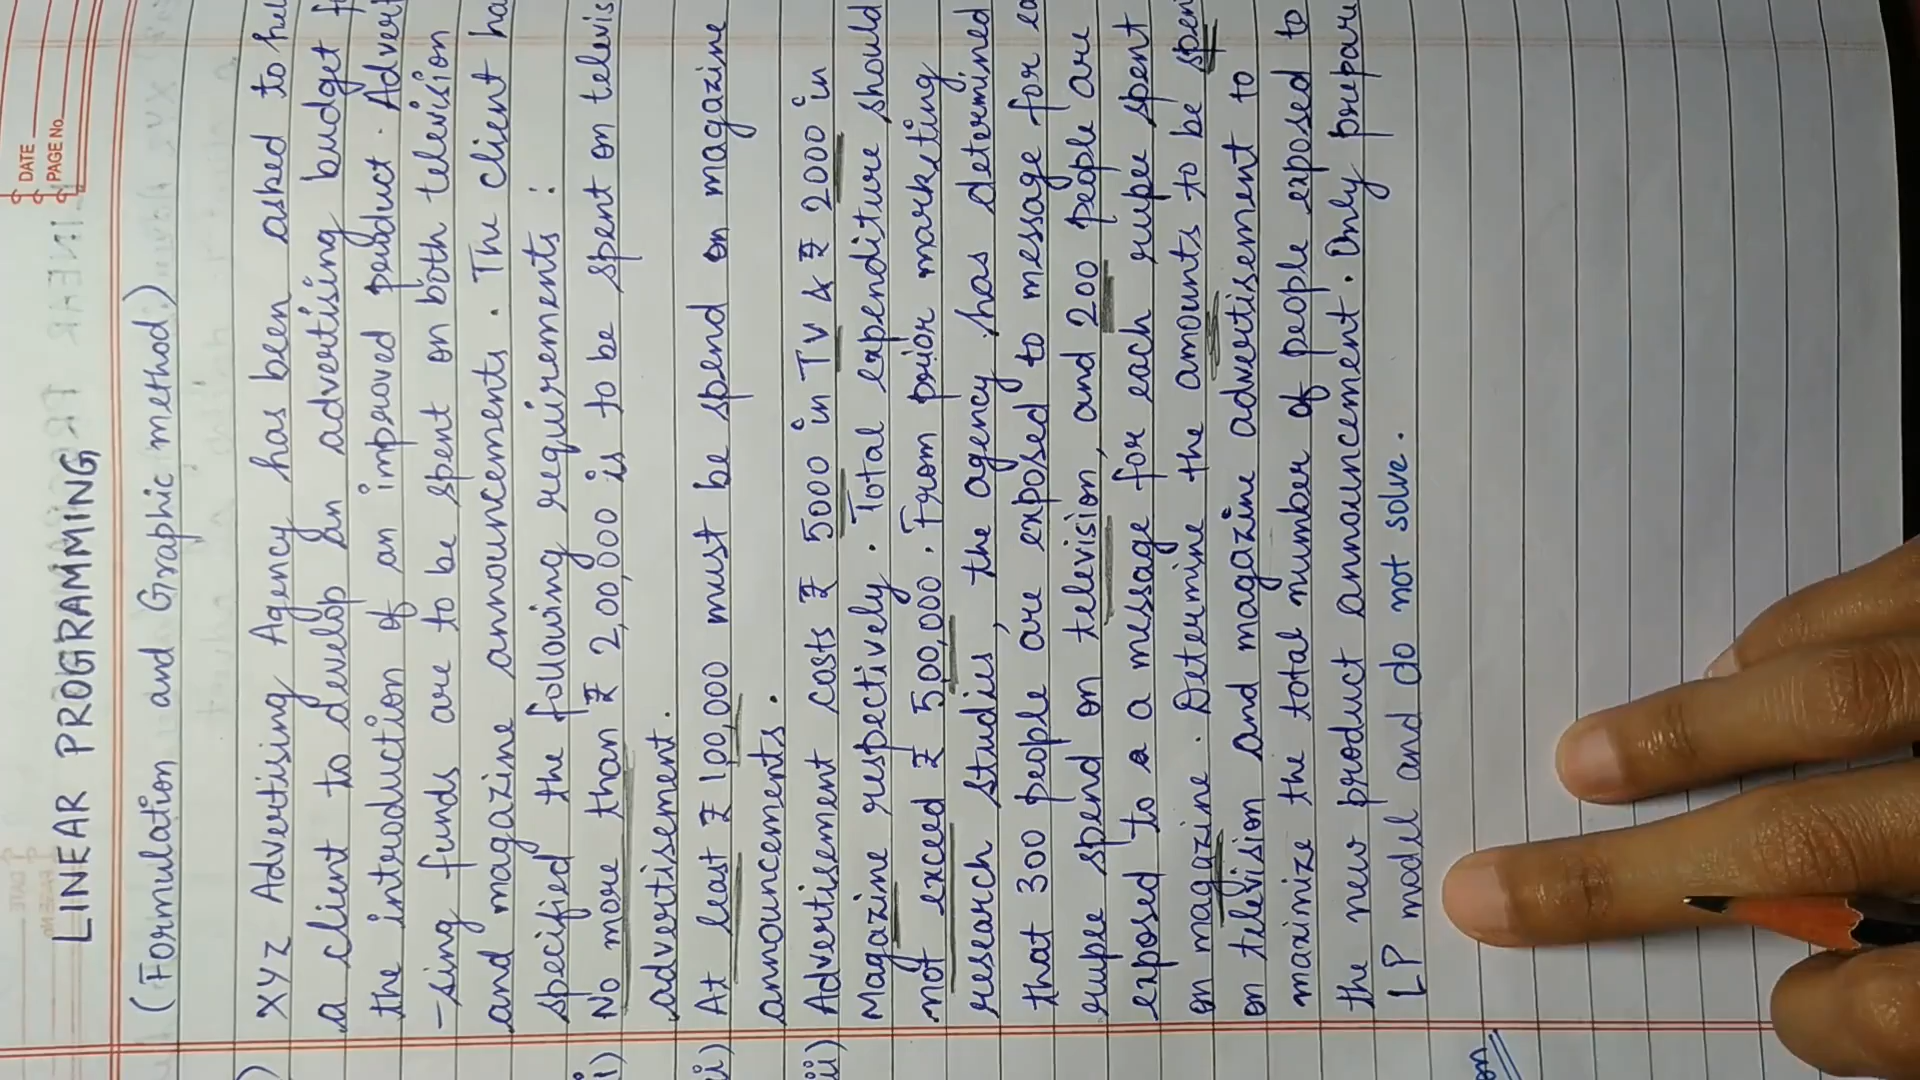 DATE
PAGE No.
LINEAR PROGRAMMING
(Formulation and Graphic method)
XYZ Advertising Agency has been asked to
a client to develop an advertising budget
the introduction of an improved product. Advert
-sing funds are to be spent on both television
and magazine announcements. The client ha
specified the following requirements:
i) No more than ₹ 2,00,000 is to be spent on televis
advertisement.
ii) At least ₹ 1,00,000 must be spend on magazine
announcements.
iii) Advertisement costs ₹ 5000 in TV & ₹ 2000 in
Magazine respectively. Total expenditure should
not exceed ₹ 5,00,000. From prior marketing
research studies, the agency has determined
that 300 people are exposed to message for ea
rupee spend on television, and 200 people are
exposed to a message for each rupee spent
on magazine. Determine the amounts to be spen
on television and magazine advertisement to
maximize the total number of people exposed to
the new product announcement. Only prepare
LP model and do not solve.
on